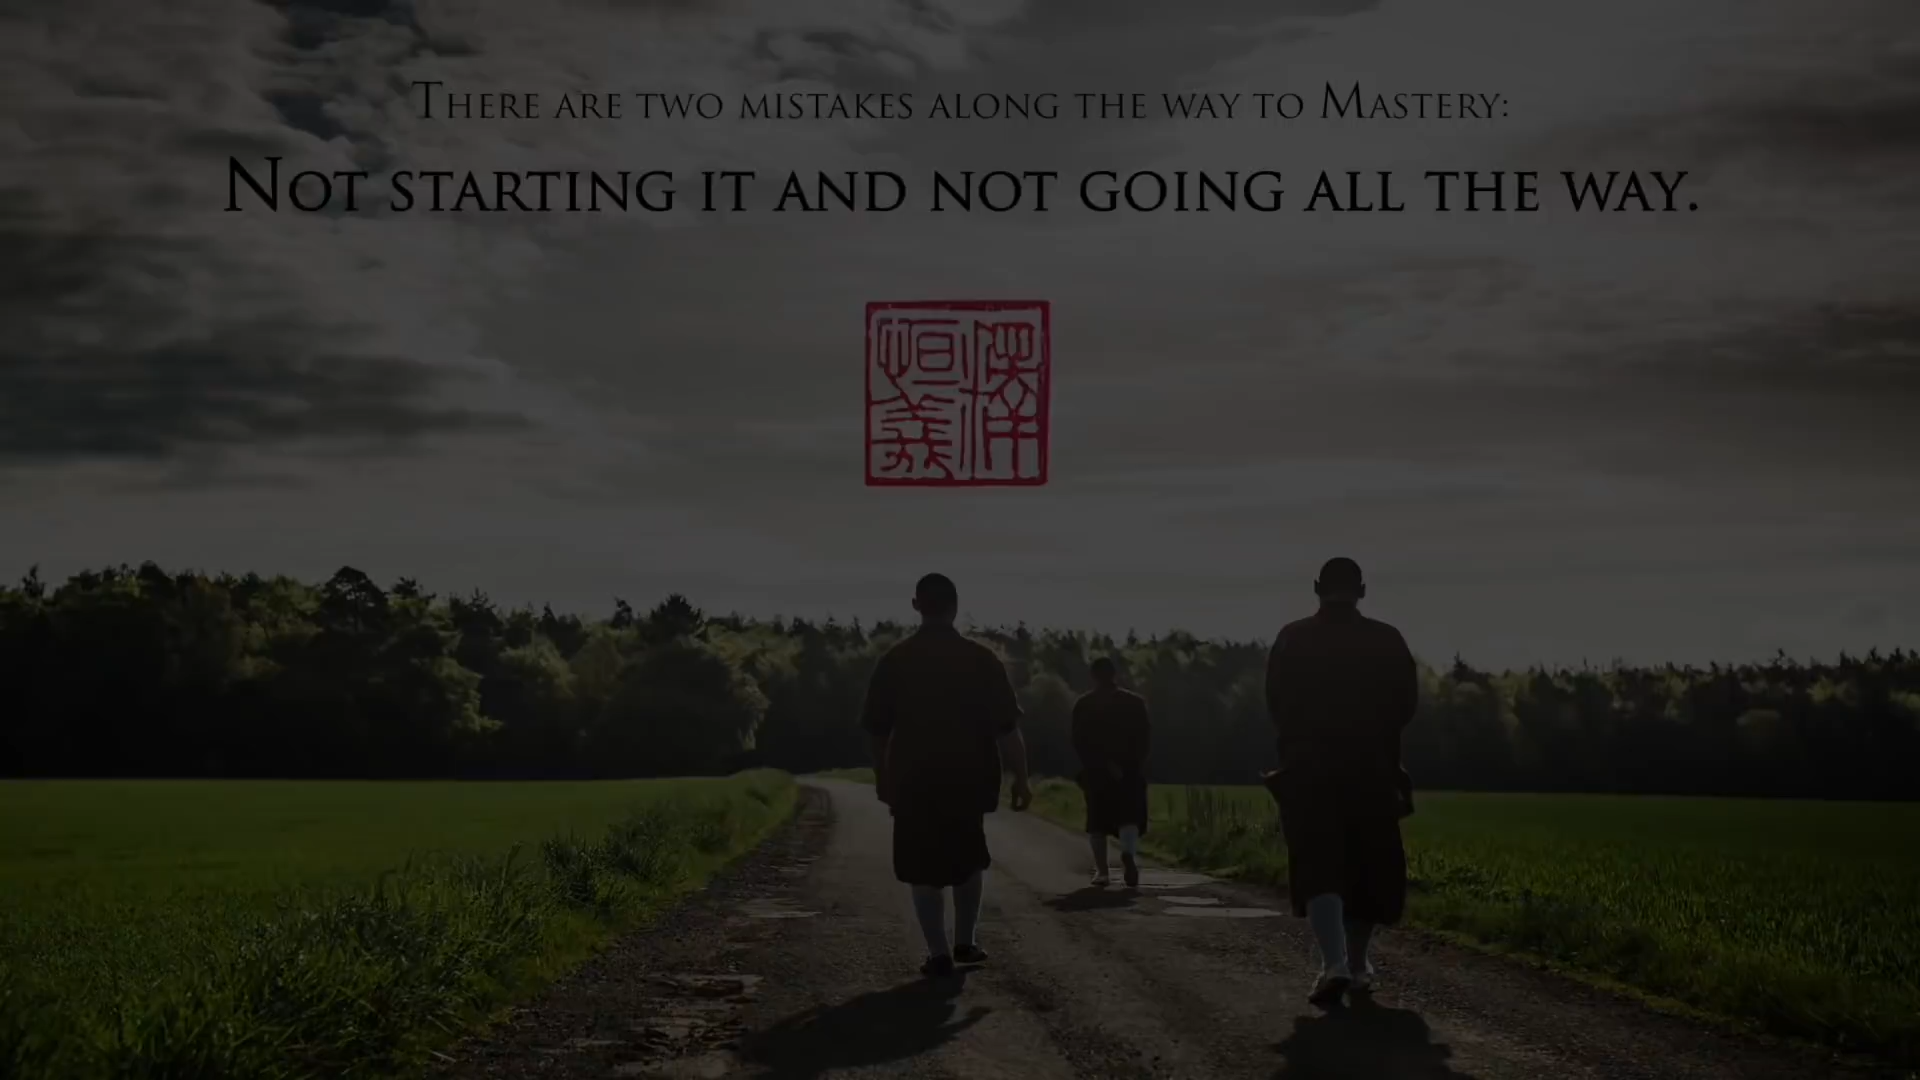 There are two mistakes along the way to Mastery:
Not starting it and not going all the way.